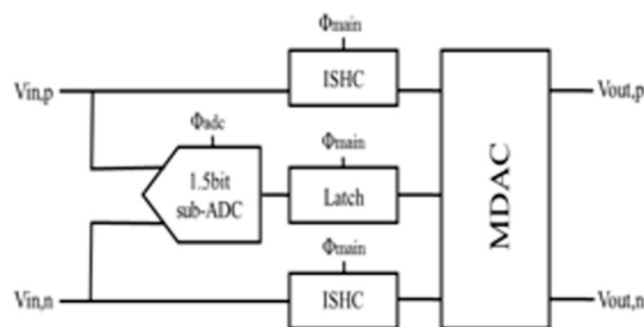 Φmain
Vin,p
ISHC
Vout,p
Φadc
Φmain
1.5bit
sub-ADC
Latch
MDAC
Φmain
Vin,n
ISHC
Vout,n